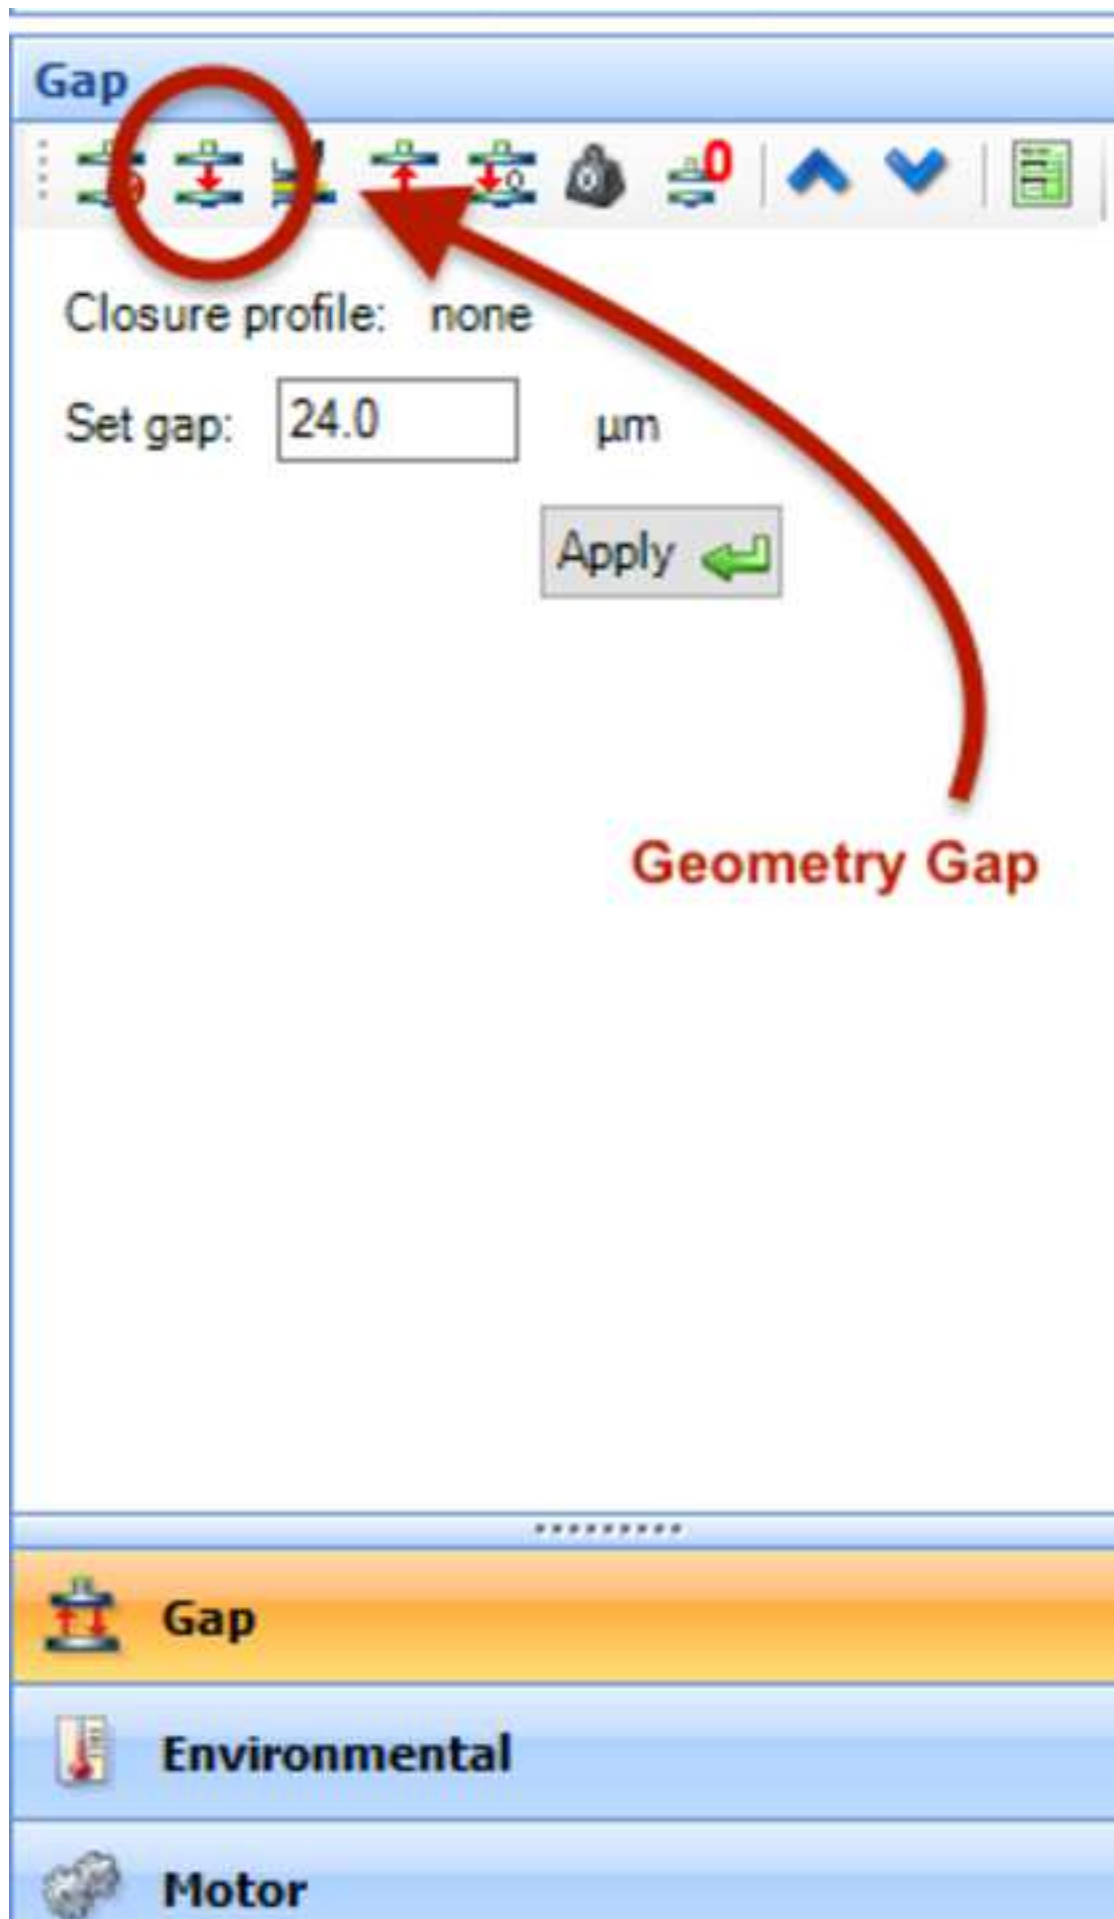 Gap
0
Closure profile: none
Set gap: 24.0 µm
Apply
Geometry Gap
Gap
Environmental
Motor